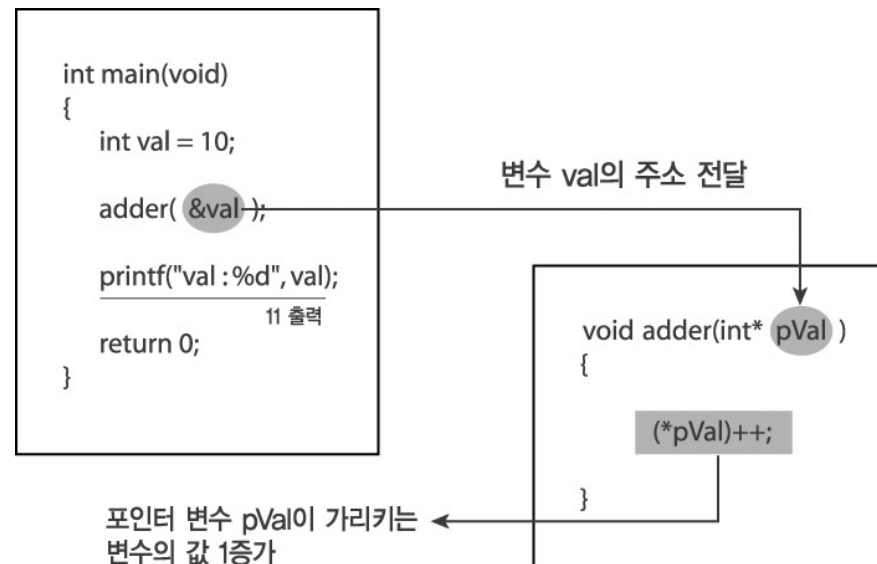 int main(void)
{
int val = 10;
adder( &val );
printf("val : %d", val);
11 출력
return 0;
}
변수 val의 주소 전달
void adder(int* pVal )
{
(*pVal)++;
}
포인터 변수 pVal이 가리키는
변수의 값 1증가